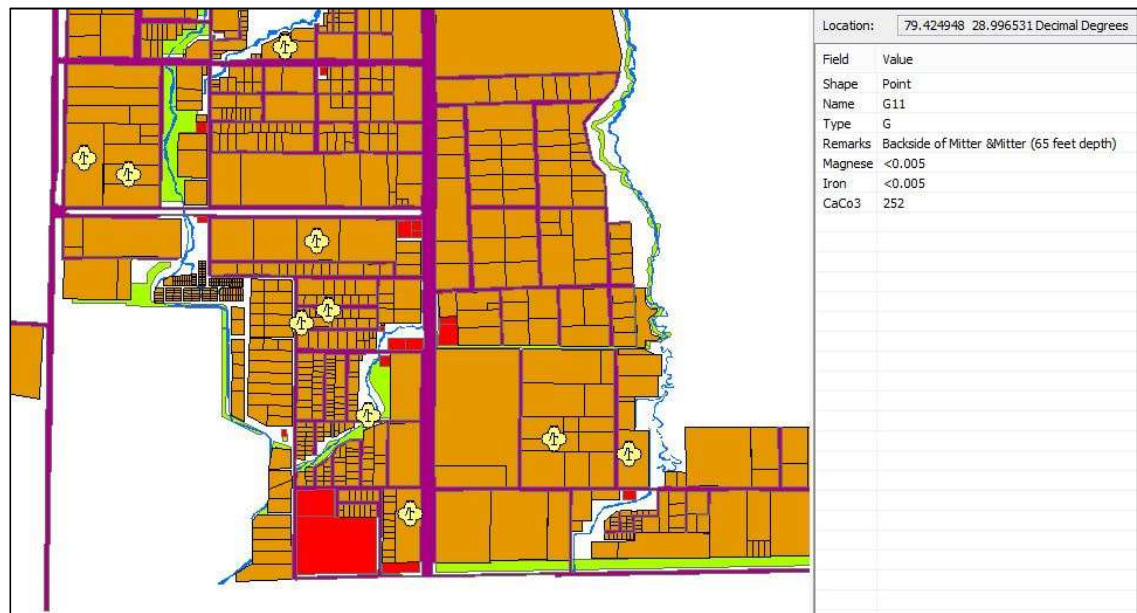 Location: 79.424948 28.996531 Decimal Degrees
Field Value
Shape Point
Name G11
Type G
Remarks Backside of Mitter &Mitter (65 feet depth)
Magnese <0.005
Iron <0.005
CaCo3 252